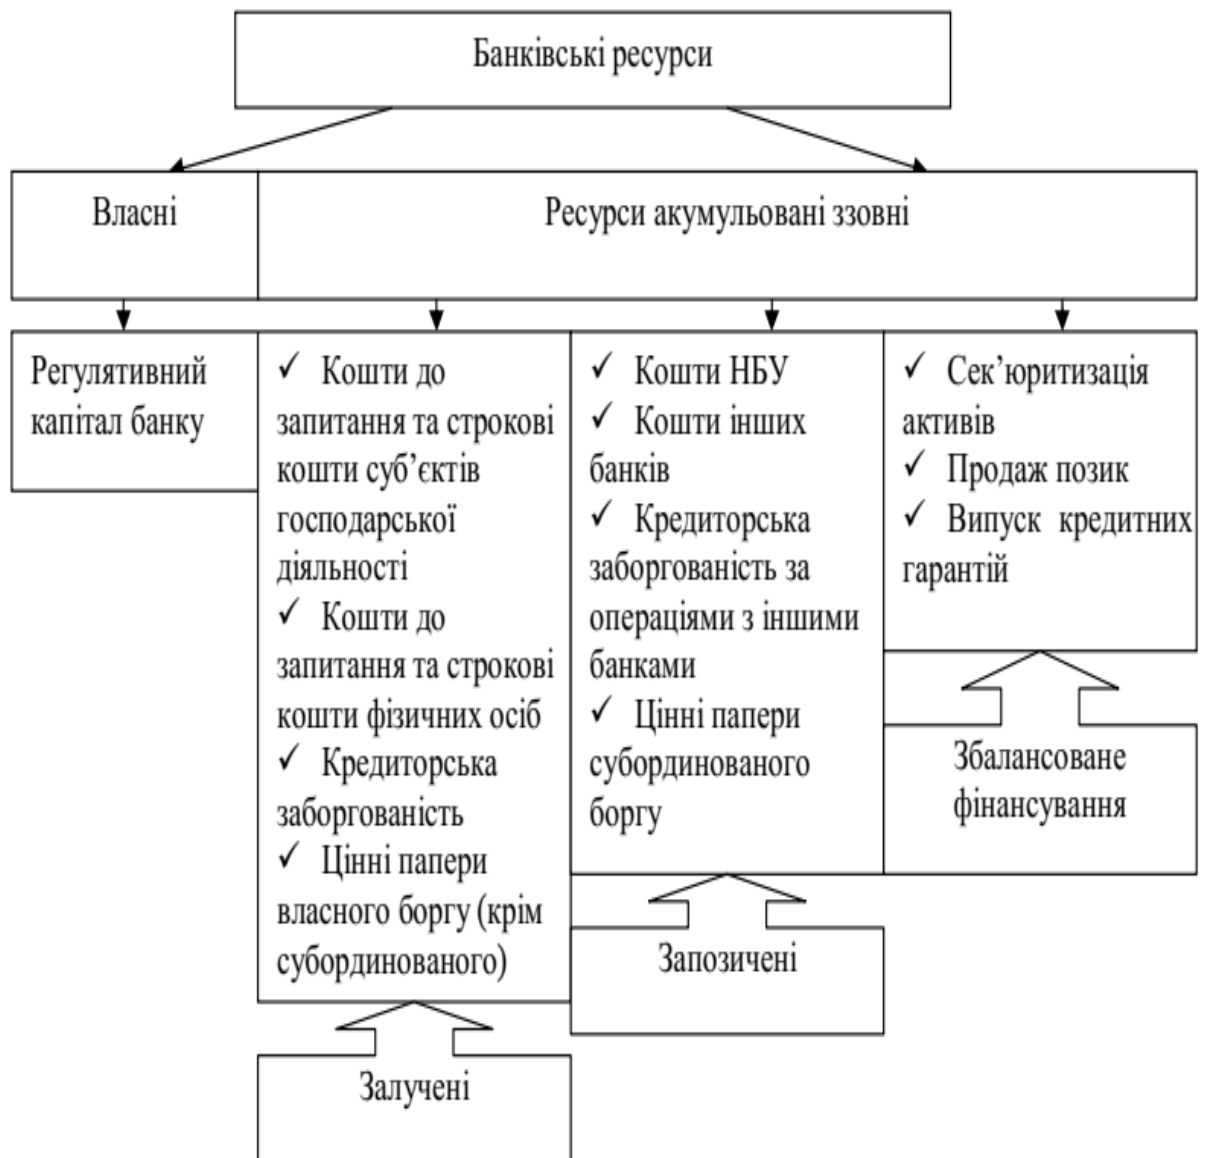 Банківські ресурси
Власні
Ресурси акумульовані ззовні
Регулятивний
капітал банку
✓ Кошти до
запитання та строкові
кошти суб’єктів
господарської
діяльності
✓ Кошти до
запитання та строкові
кошти фізичних осіб
✓ Кредиторська
заборгованість
✓ Цінні папери
власного боргу (крім
субординованого)
✓ Кошти НБУ
✓ Кошти інших
банків
✓ Кредиторська
заборгованість за
операціями з іншими
банками
✓ Цінні папери
субординованого
боргу
✓ Сек’юритизація
активів
✓ Продаж позик
✓ Випуск кредитних
гарантій
Збалансоване
фінансування
Запозичені
Залучені